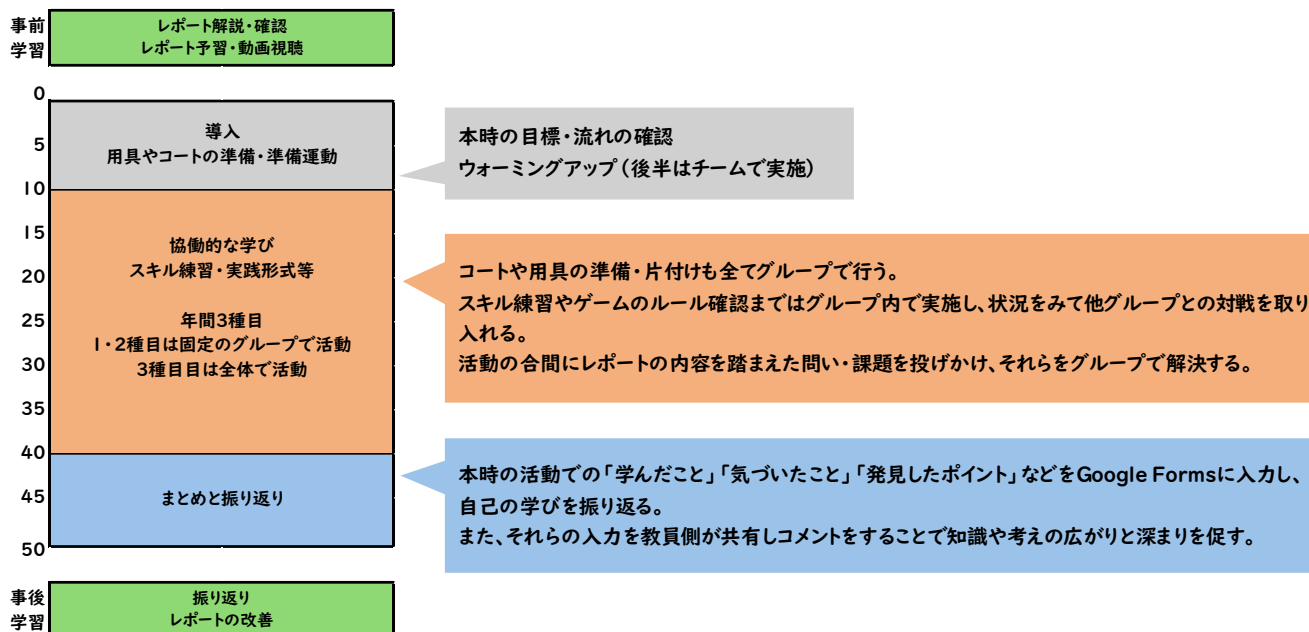 事前
学習
レポート解説・確認
レポート予習・動画視聴
0
5
10
15
20
25
30
35
40
45
50
導入
用具やコートの準備・準備運動
本時の目標・流れの確認
ウォーミングアップ（後半はチームで実施）
協働的な学び
スキル練習・実践形式等
年間3種目
1・2種目は固定のグループで活動
3種目目は全体で活動
コートや用具の準備・片付けも全てグループで行う。
スキル練習やゲームのルール確認まではグループ内で実施し、状況をみて他グループとの対戦を取り
入れる。
活動の合間にレポートの内容を踏まえた問い・課題を投げかけ、それらをグループで解決する。
まとめと振り返り
本時の活動での「学んだこと」「気づいたこと」「発見したポイント」などをGoogle Formsに入力し、
自己の学びを振り返る。
また、それらの入力を教員側が共有しコメントをすることで知識や考えの広がりと深まりを促す。
事後
学習
振り返り
レポートの改善